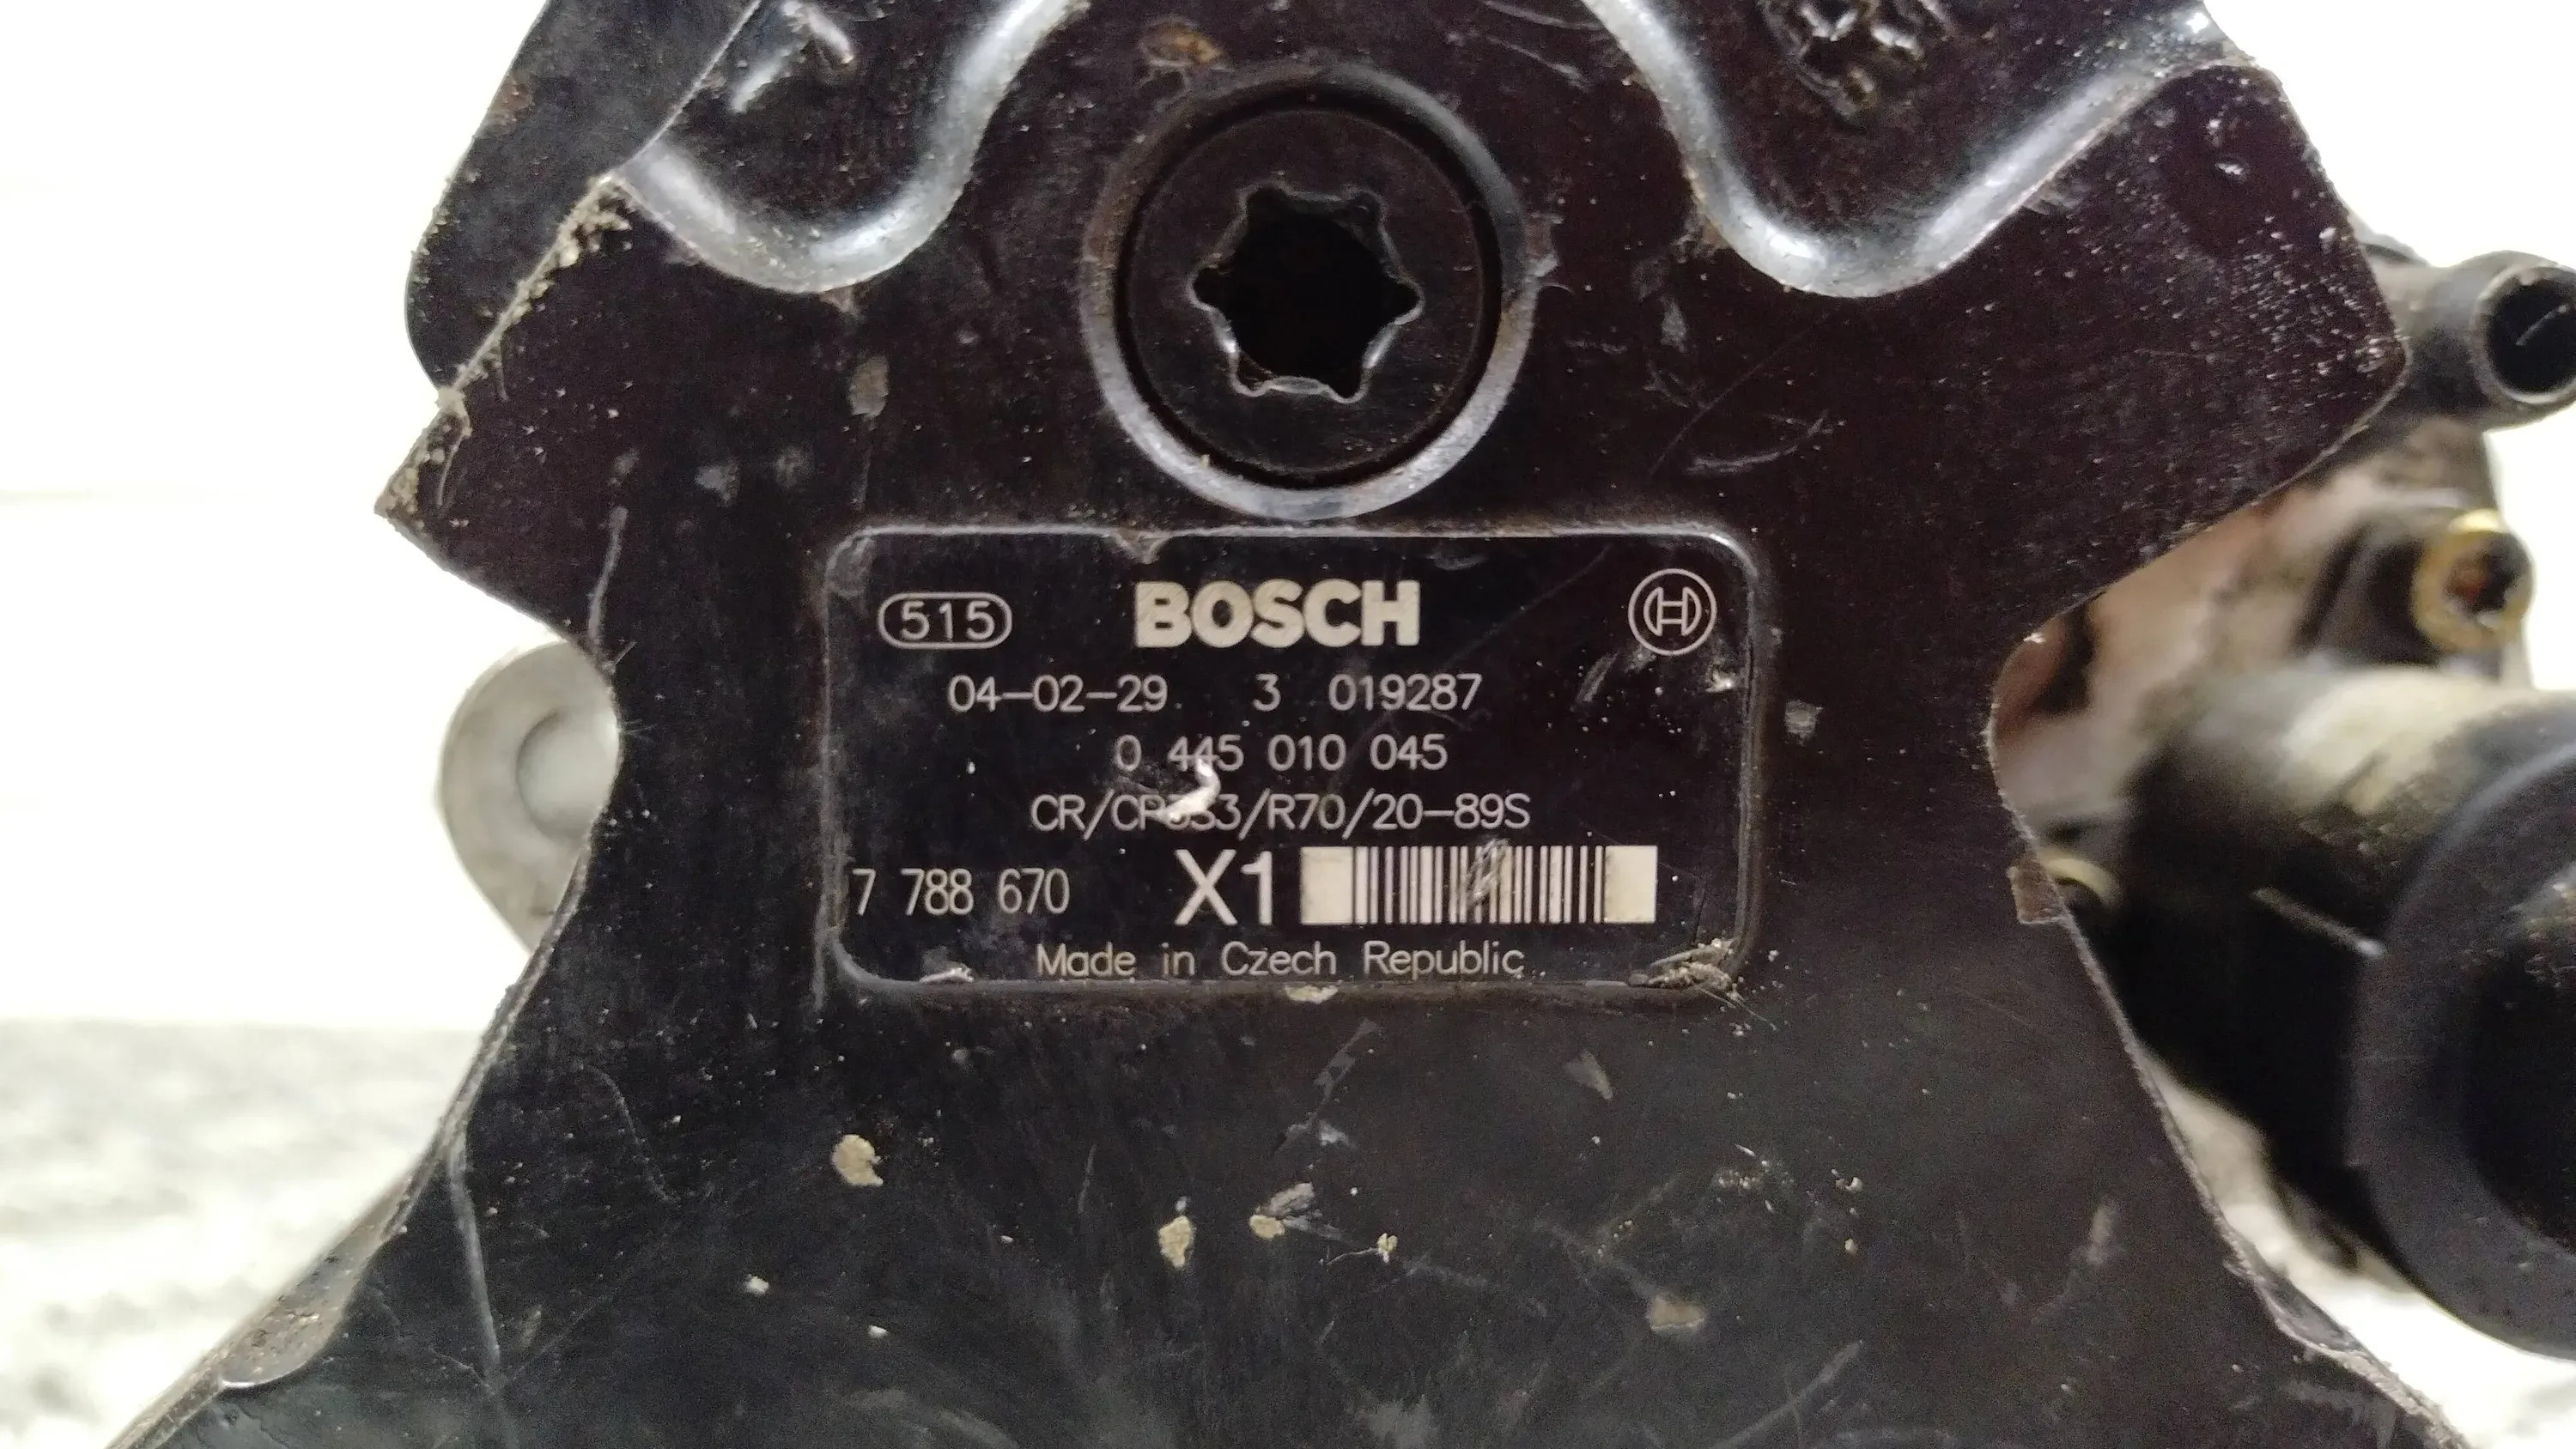 515 BOSCH
04-02-29 3 019287
0 445 010 045
CR/CP3S3/R70/20-89S
7 788 670 X1
Made in Czech Republic